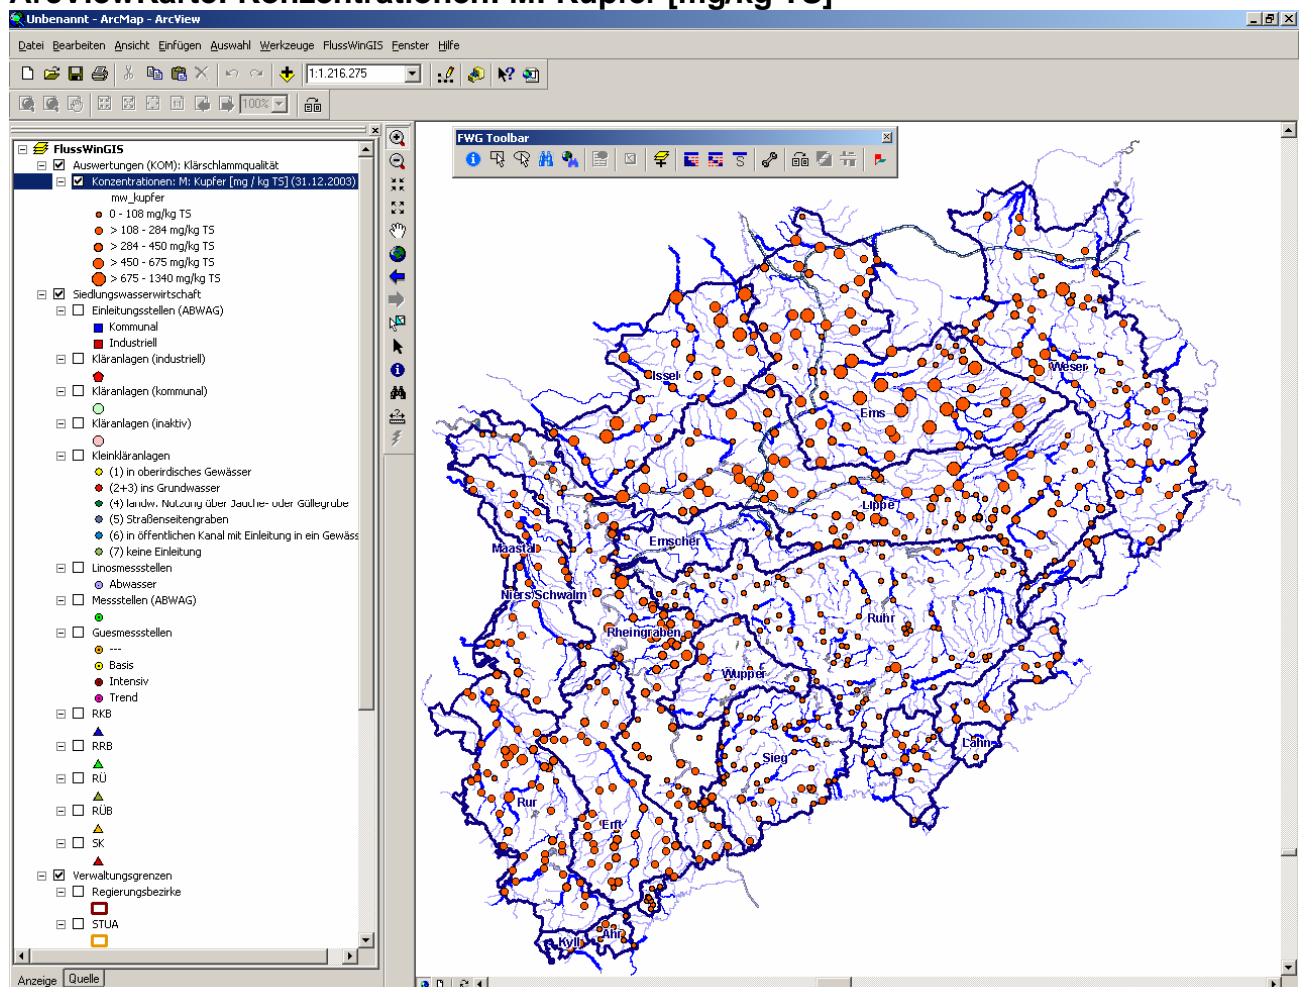 ArcViewKarte: Konzentrationen: M: Kupfer [mg/kg TS]
Unbenannt - ArcMap - ArcView
Datei Bearbeiten Ansicht Einfügen Auswahl Werkzeuge FlussWinGIS Fenster Hilfe
1:1.216.275
100%
FWG Toolbar
FlussWinGIS
Auswertungen (KOM): Klärschlammqualität
Konzentrationen: M: Kupfer [mg / kg TS] (31.12.2003)
mw_kupfer
0 - 108 mg/kg TS
> 108 - 284 mg/kg TS
> 284 - 450 mg/kg TS
> 450 - 675 mg/kg TS
> 675 - 1340 mg/kg TS
Siedlungswasserwirtschaft
Einleitungsstellen (ABWAG)
Kommunal
Industriell
Kläranlagen (industriell)
Kläranlagen (kommunal)
Kläranlagen (inaktiv)
Kleinkläranlagen
(1) in oberirdisches Gewässer
(2+3) ins Grundwasser
(4) landw. Nutzung über Jauche- oder Güllegrube
(5) Straßenseitengraben
(6) in öffentlichen Kanal mit Einleitung in ein Gewäss
(7) keine Einleitung
Linosmessstellen
Abwasser
Messstellen (ABWAG)
Guesmessstellen
---
Basis
Intensiv
Trend
RKB
RRB
RÜ
RÜB
SK
Verwaltungsgrenzen
Regierungsbezirke
STUA
Anzeige Quelle
Issel
Weser
Ems
Lippe
Emscher
Maastal
Niers/Schwalm
Ruhr
Rheingraben
Wupper
Lahn
Sieg
Rur
Erft
Ahr
Kyll